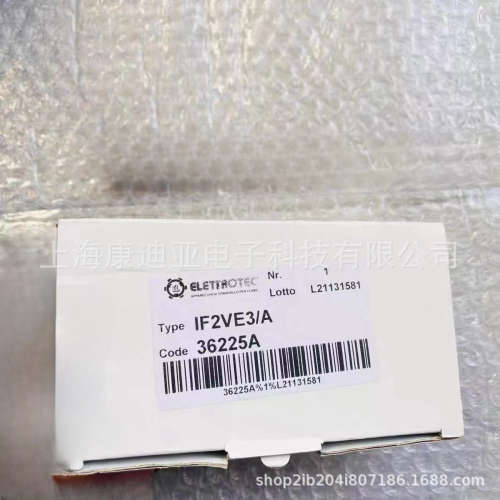 上海康迪亚电子科技有限公司
ELETTROTEC
Nr. 1
Lotto L21131581
Type IF2VE3/A
Code 36225A
36225A%1%L21131581
shop2ib204i807186.1688.com